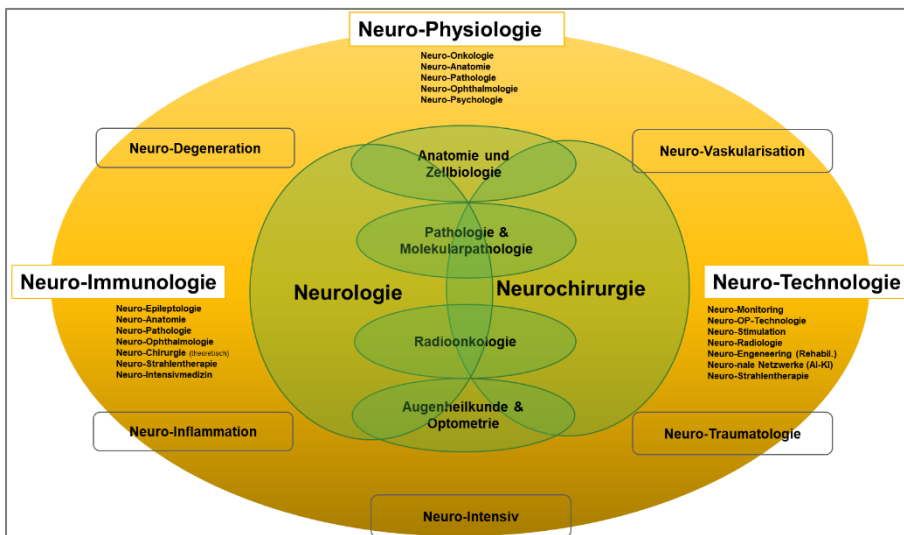 Neuro-Physiologie
Neuro-Onkologie
Neuro-Anatomie
Neuro-Pathologie
Neuro-Ophthalmologie
Neuro-Psychologie
Neuro-Degeneration
Neuro-Vaskularisation
Anatomie und
Zellbiologie
Pathologie &
Molekularpathologie
Neurologie
Neurochirurgie
Radioonkologie
Augenheilkunde &
Optometrie
Neuro-Immunologie
Neuro-Epileptologie
Neuro-Anatomie
Neuro-Pathologie
Neuro-Ophthalmologie
Neuro-Chirurgie (theoretisch)
Neuro-Strahlentherapie
Neuro-Intensivmedizin
Neuro-Technologie
Neuro-Monitoring
Neuro-OP-Technologie
Neuro-Stimulation
Neuro-Radiologie
Neuro-Engeneering (Rehabil.)
Neuro-nale Netzwerke (AI-KI)
Neuro-Strahlentherapie
Neuro-Inflammation
Neuro-Traumatologie
Neuro-Intensiv